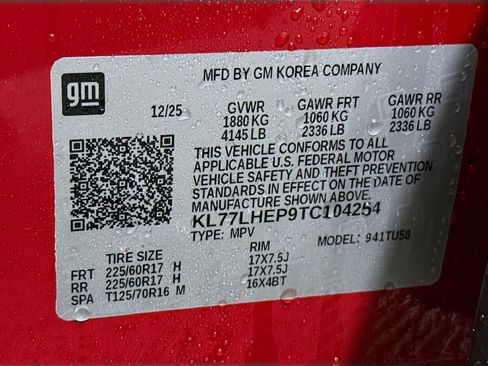 gm
MFD BY GM KOREA COMPANY
12/25 GVWR GAWR FRT GAWR RR
1880 KG 1060 KG 1060 KG
4145 LB 2336 LB 2336 LB
THIS VEHICLE CONFORMS TO ALL
APPLICABLE U.S. FEDERAL MOTOR
VEHICLE SAFETY AND THEFT PREVENTION
STANDARDS IN EFFECT ON THE DATE OF
MANUFACTURE SHOWN ABOVE.
KL77LHEP9TC104254
TYPE: MPV MODEL: 941TU58
TIRE SIZE RIM
FRT 225/60R17 H 17X7.5J
RR 225/60R17 H 17X7.5J
SPA T125/70R16 M 16X4BT